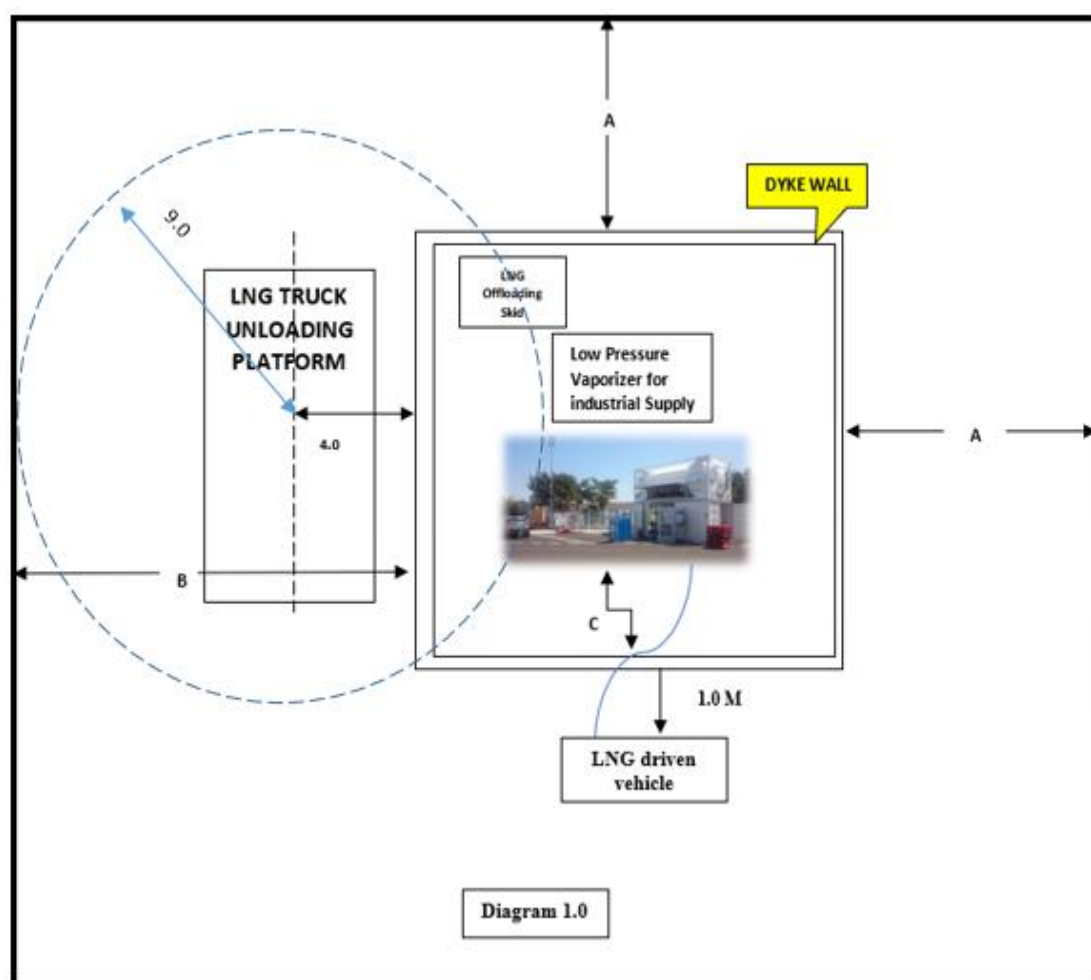 A
DYKE WALL
9.0
LNG
Offloading
Skid
LNG TRUCK
UNLOADING
PLATFORM
Low Pressure
Vaporizer for
industrial Supply
4.0
A
B
C
1.0 M
LNG driven
vehicle
Diagram 1.0